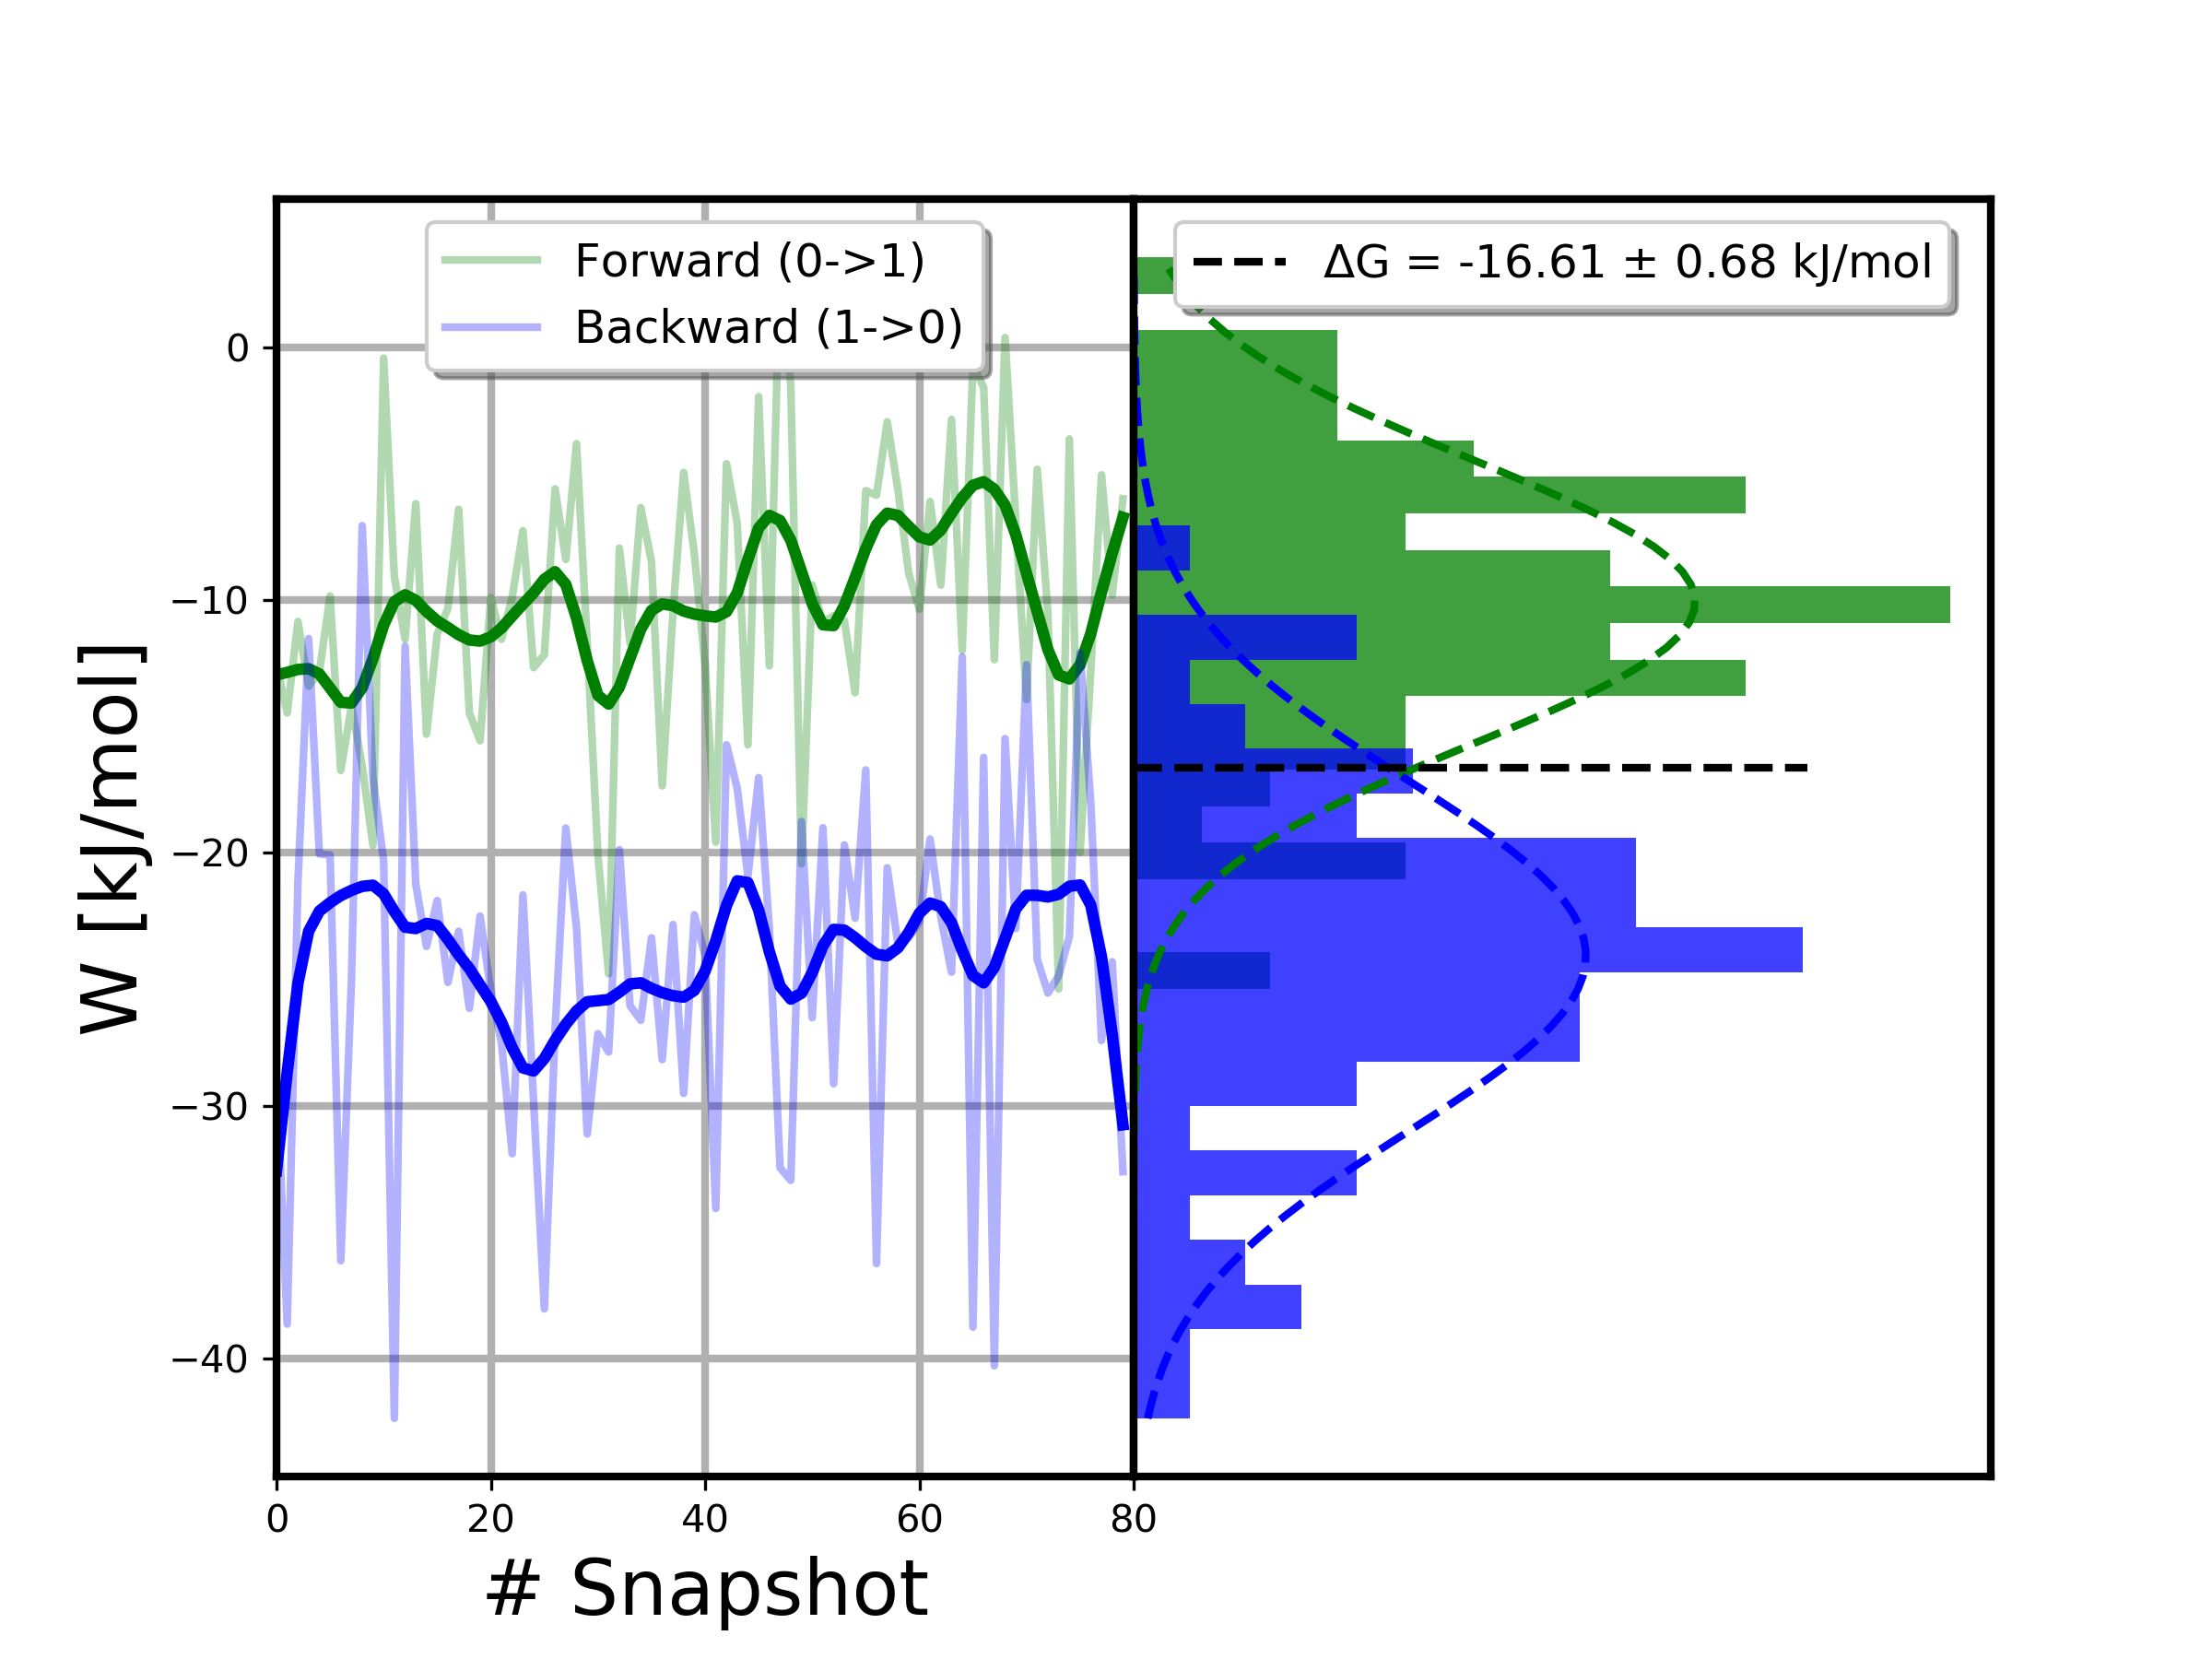 Forward (0->1)
Backward (1->0)
ΔG = -16.61 ± 0.68 kJ/mol
W [kJ/mol]
0
−10
−20
−30
−40
0 20 40 60 80
# Snapshot